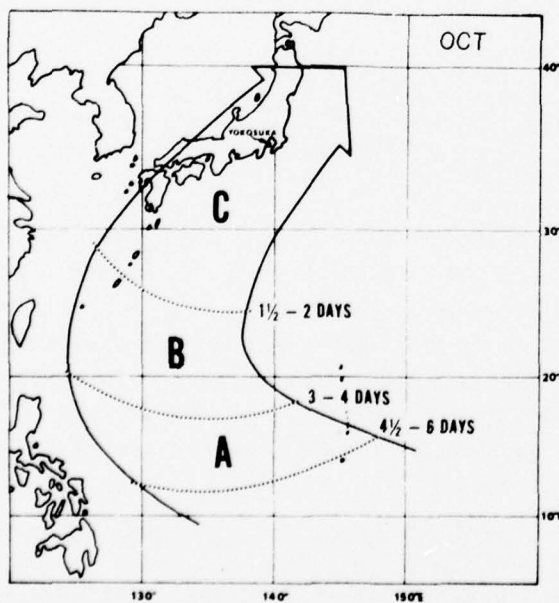 OCT
40°
YOKOSUKA
C
30°
1½ – 2 DAYS
B
20°
3 – 4 DAYS
4½ – 6 DAYS
A
10°
130°
140°
150°E